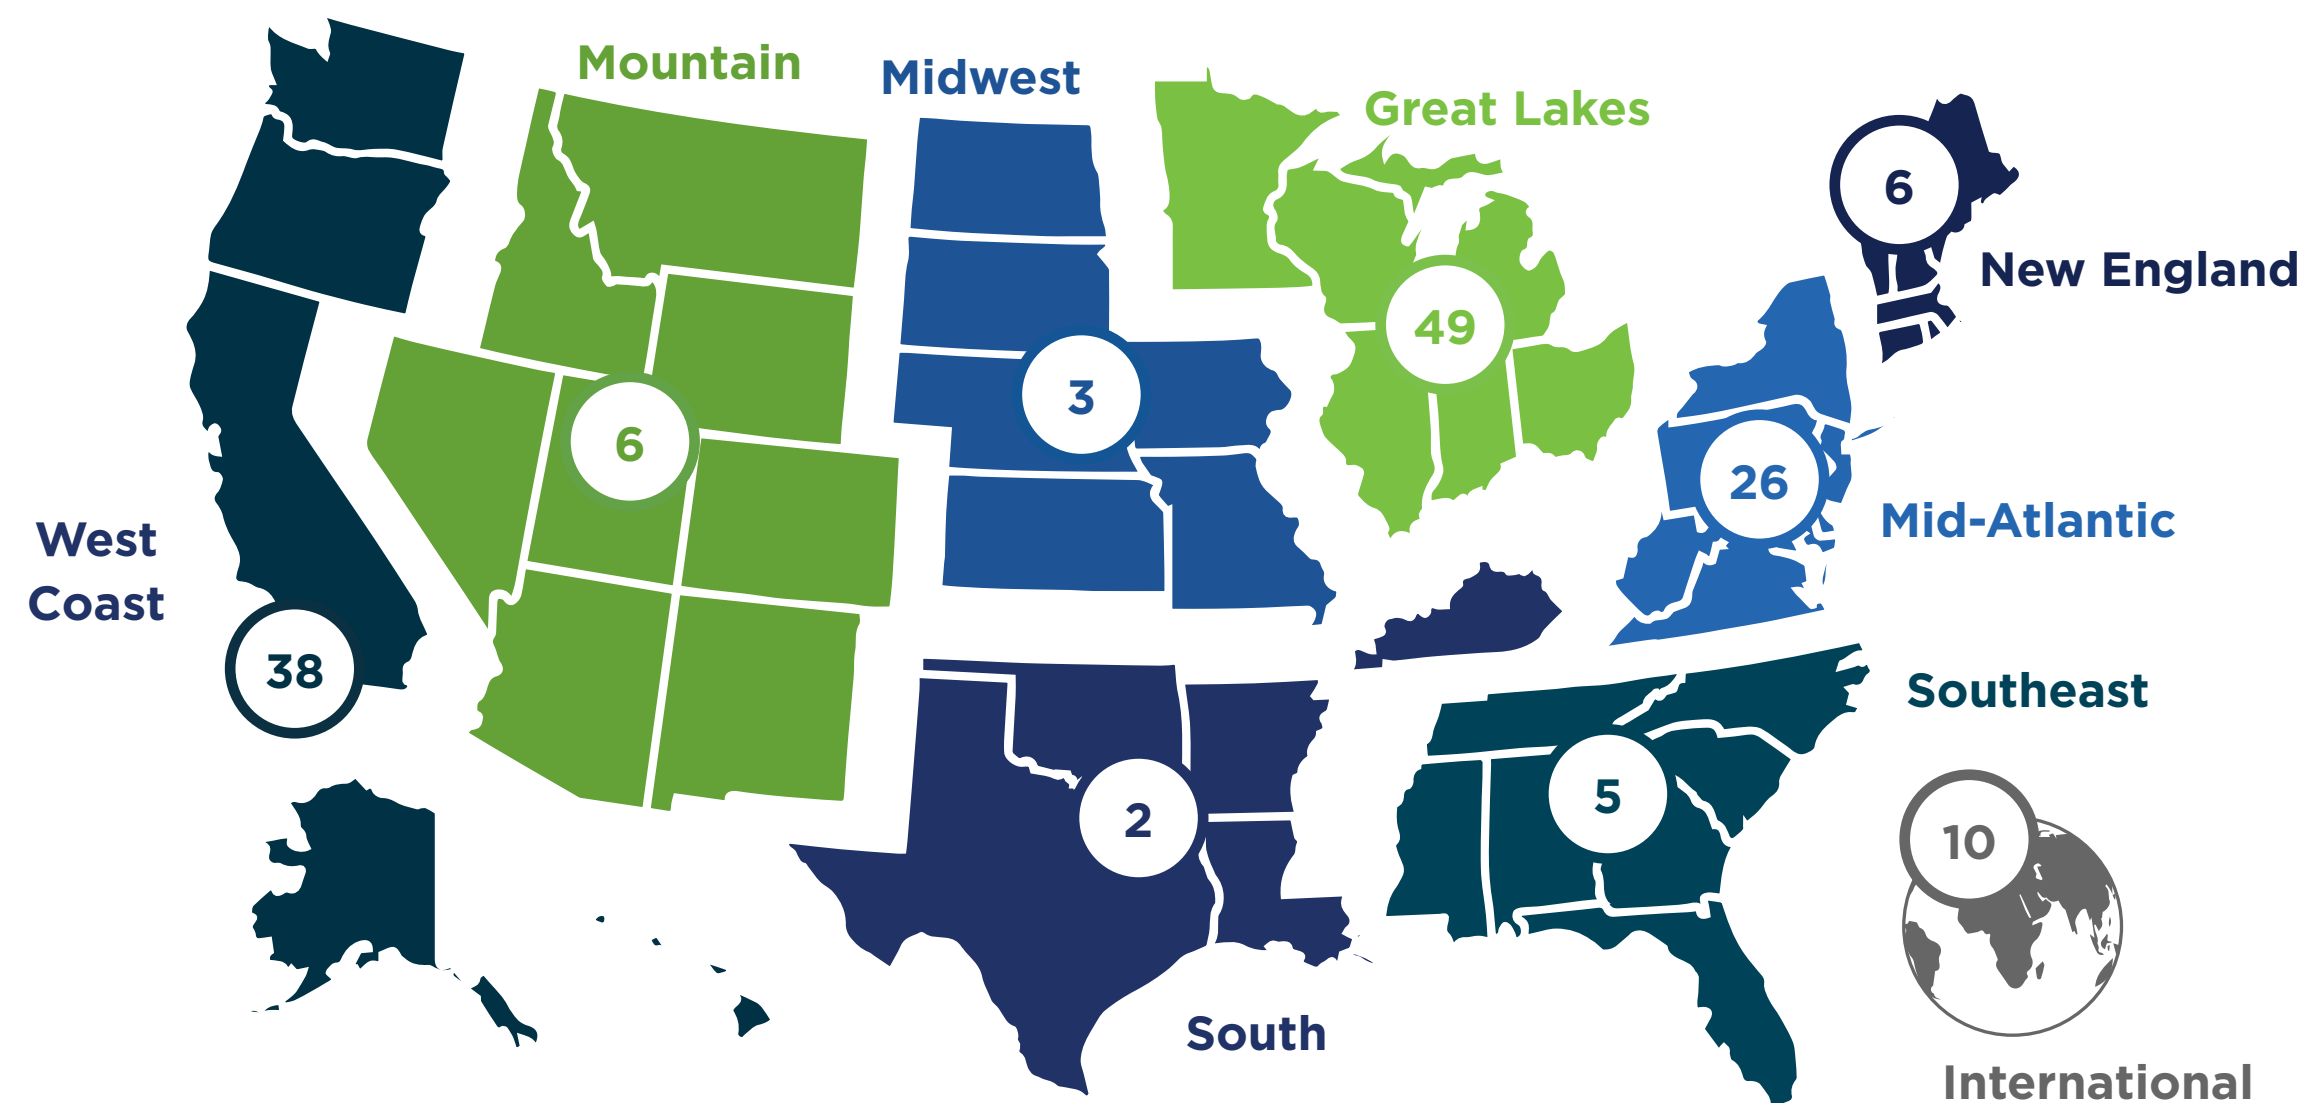 Mountain
Midwest
Great Lakes
6
New England
49
3
6
26
Mid-Atlantic
West
Coast
38
Southeast
5
2
10
South
International